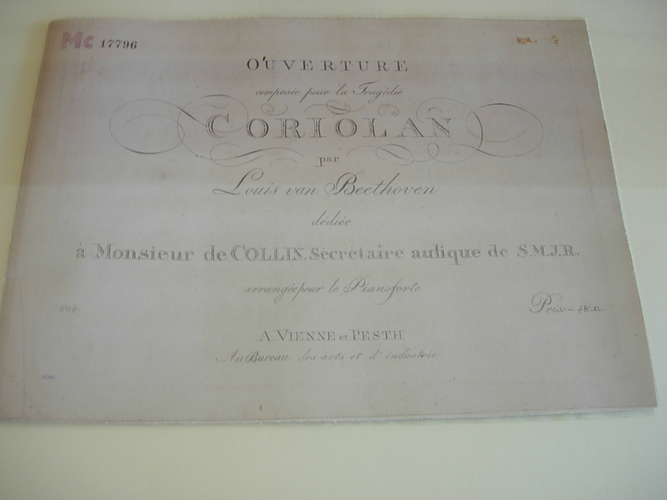 Mc 17796
OUVERTURE
composée pour la Tragédie
CORIOLAN
par
Louis van Beethoven
dédiée
à Monsieur de COLLIN Secrétaire aulique de S.M.J.R.
arrangée pour le Pianoforte
Prix — 48 x.
A VIENNE et PESTH
Au Bureau des arts et d'industrie